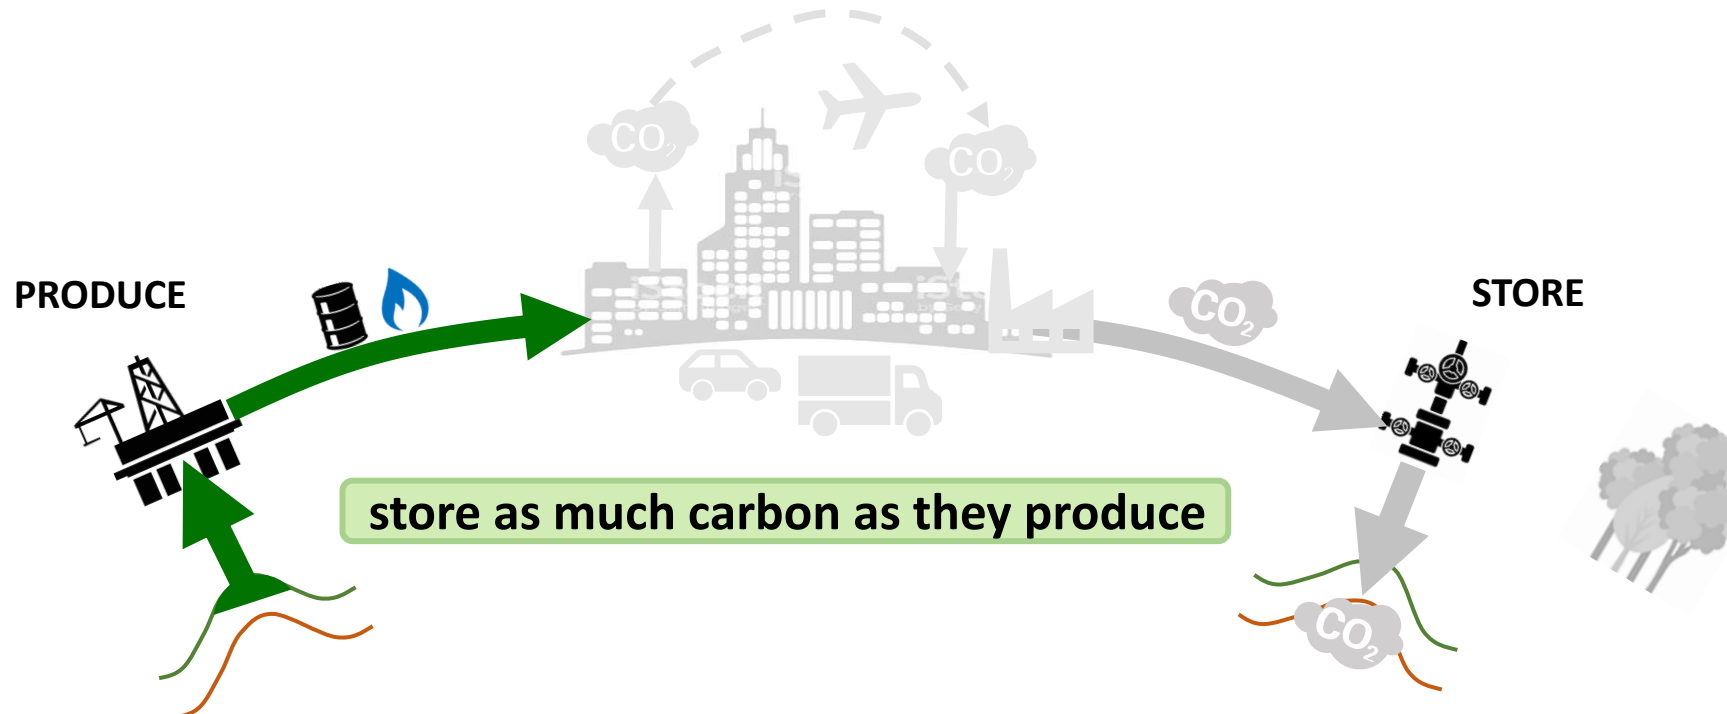 CO₂
CO₂
PRODUCE
STORE
CO₂
store as much carbon as they produce
CO₂